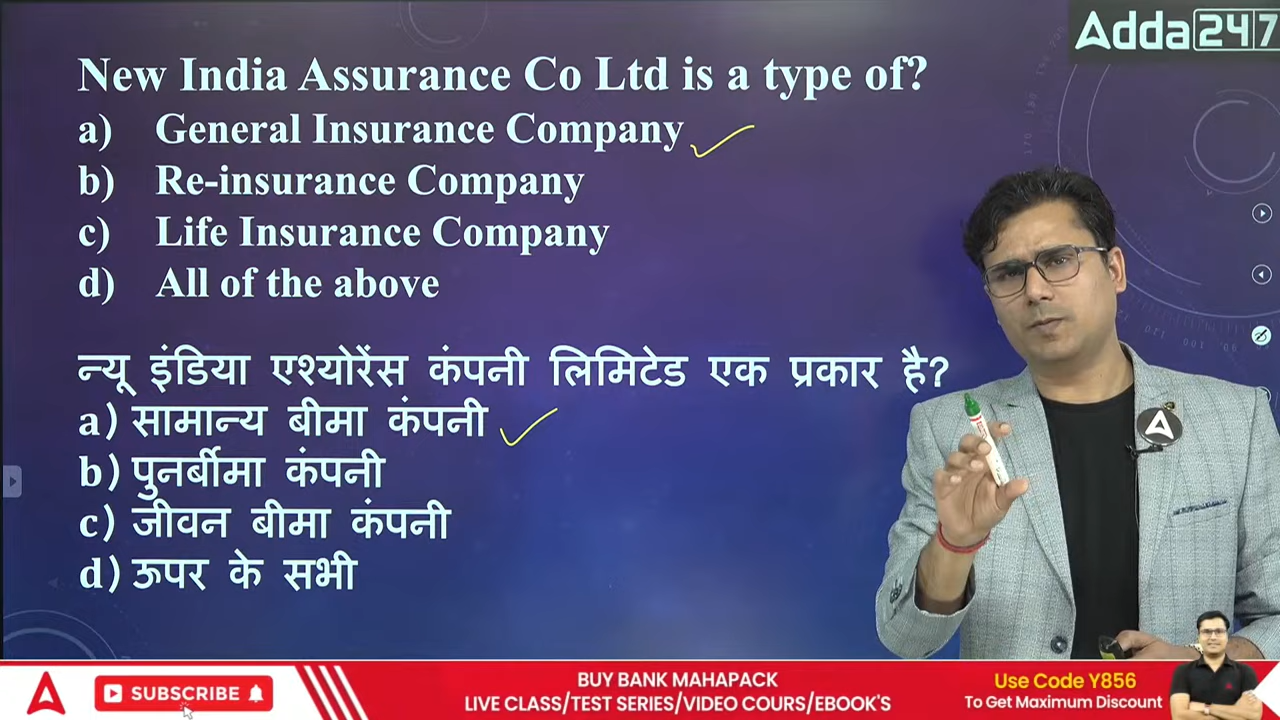 Adda247
New India Assurance Co Ltd is a type of?
a) General Insurance Company
b) Re-insurance Company
c) Life Insurance Company
d) All of the above
न्यू इंडिया एश्योरेंस कंपनी लिमिटेड एक प्रकार है?
a) सामान्य बीमा कंपनी
b) पुनर्बीमा कंपनी
c) जीवन बीमा कंपनी
d) ऊपर के सभी
SUBSCRIBE
BUY BANK MAHAPACK
LIVE CLASS/TEST SERIES/VIDEO COURS/EBOOK'S
Use Code Y856
To Get Maximum Discount